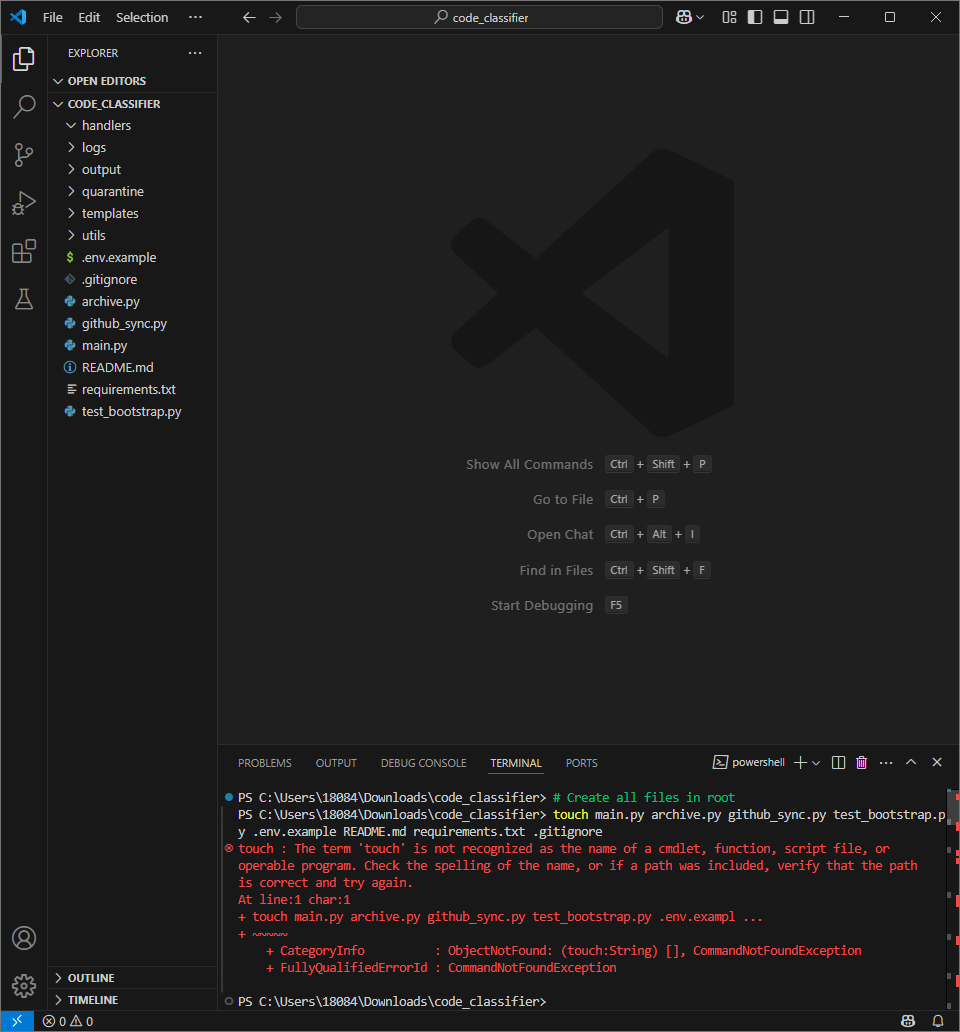 File Edit Selection ···
code_classifier
EXPLORER ···
OPEN EDITORS
CODE_CLASSIFIER
handlers
logs
output
quarantine
templates
utils
$ .env.example
.gitignore
archive.py
github_sync.py
main.py
README.md
requirements.txt
test_bootstrap.py
OUTLINE
TIMELINE
Show All Commands Ctrl + Shift + P
Go to File Ctrl + P
Open Chat Ctrl + Alt + I
Find in Files Ctrl + Shift + F
Start Debugging F5
PROBLEMS OUTPUT DEBUG CONSOLE TERMINAL PORTS powershell ···
PS C:\Users\18084\Downloads\code_classifier> # Create all files in root
PS C:\Users\18084\Downloads\code_classifier> touch main.py archive.py github_sync.py test_bootstrap.p
y .env.example README.md requirements.txt .gitignore
touch : The term 'touch' is not recognized as the name of a cmdlet, function, script file, or
operable program. Check the spelling of the name, or if a path was included, verify that the path
is correct and try again.
At line:1 char:1
+ touch main.py archive.py github_sync.py test_bootstrap.py .env.exampl ...
+ ~~~~~
+ CategoryInfo : ObjectNotFound: (touch:String) [], CommandNotFoundException
+ FullyQualifiedErrorId : CommandNotFoundException
PS C:\Users\18084\Downloads\code_classifier>
0 0